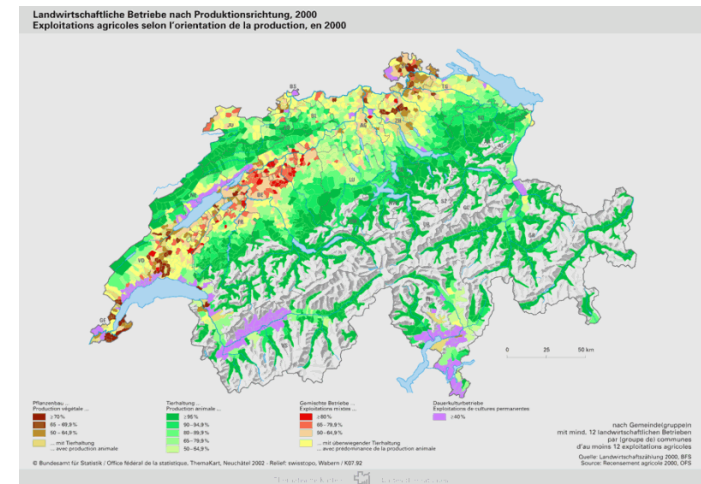 Landwirtschaftliche Betriebe nach Produktionsrichtung, 2000
Exploitations agricoles selon l'orientation de la production, en 2000
0 25 50 km
Pflanzenbau ...
Production végétale ...
≥ 70 %
65 - 69,9 %
50 - 64,9 %
... mit Tierhaltung
... avec production animale
Tierhaltung ...
Production animale ...
≥ 95 %
90 - 94,9 %
80 - 89,9 %
65 - 79,9 %
50 - 64,9 %
Gemischte Betriebe ...
Exploitations mixtes ...
≥ 80 %
65 - 79,9 %
50 - 64,9 %
... mit überwiegender Tierhaltung
... avec prédominance de la production animale
Dauerkulturbetriebe
Exploitations de cultures permanentes
≥ 40 %
nach Gemeinde(gruppe)n
mit mind. 12 landwirtschaftlichen Betrieben
par (groupe de) communes
d'au moins 12 exploitations agricoles
Quelle: Landwirtschaftszählung 2000, BFS
Source: Recensement agricole 2000, OFS
© Bundesamt für Statistik / Office fédéral de la statistique, ThemaKart, Neuchâtel 2002 - Relief: swisstopo, Wabern / K07.92